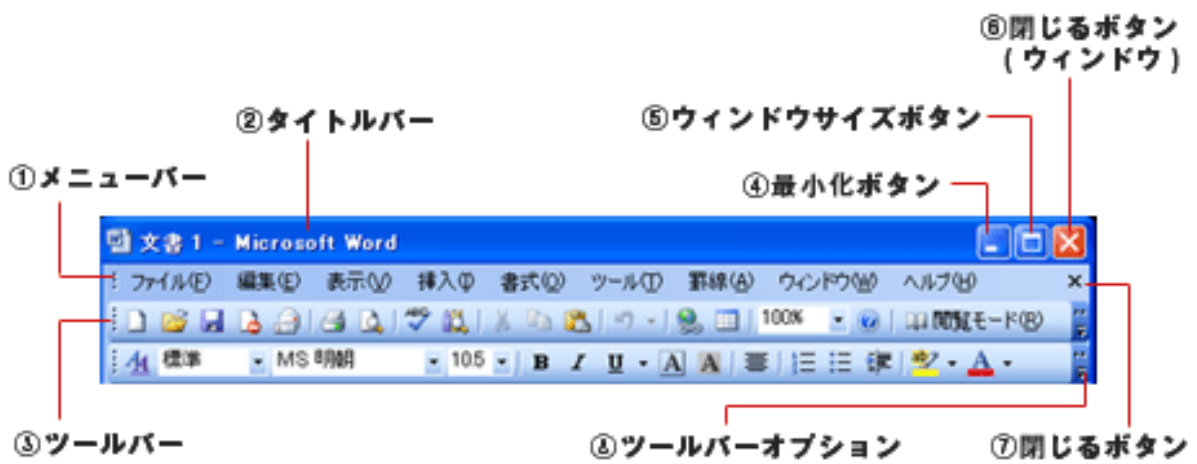 ⑥閉じるボタン
(ウィンドウ)
②タイトルバー
⑤ウィンドウサイズボタン
①メニューバー
④最小化ボタン
文書 1 - Microsoft Word
ファイル(F) 編集(E) 表示(V) 挿入(I) 書式(O) ツール(T) 罫線(A) ウィンドウ(W) ヘルプ(H)
100% 閲覧モード(R)
標準 MS 明朝 10.5 B I U A A A
③ツールバー
⑧ツールバーオプション
⑦閉じるボタン